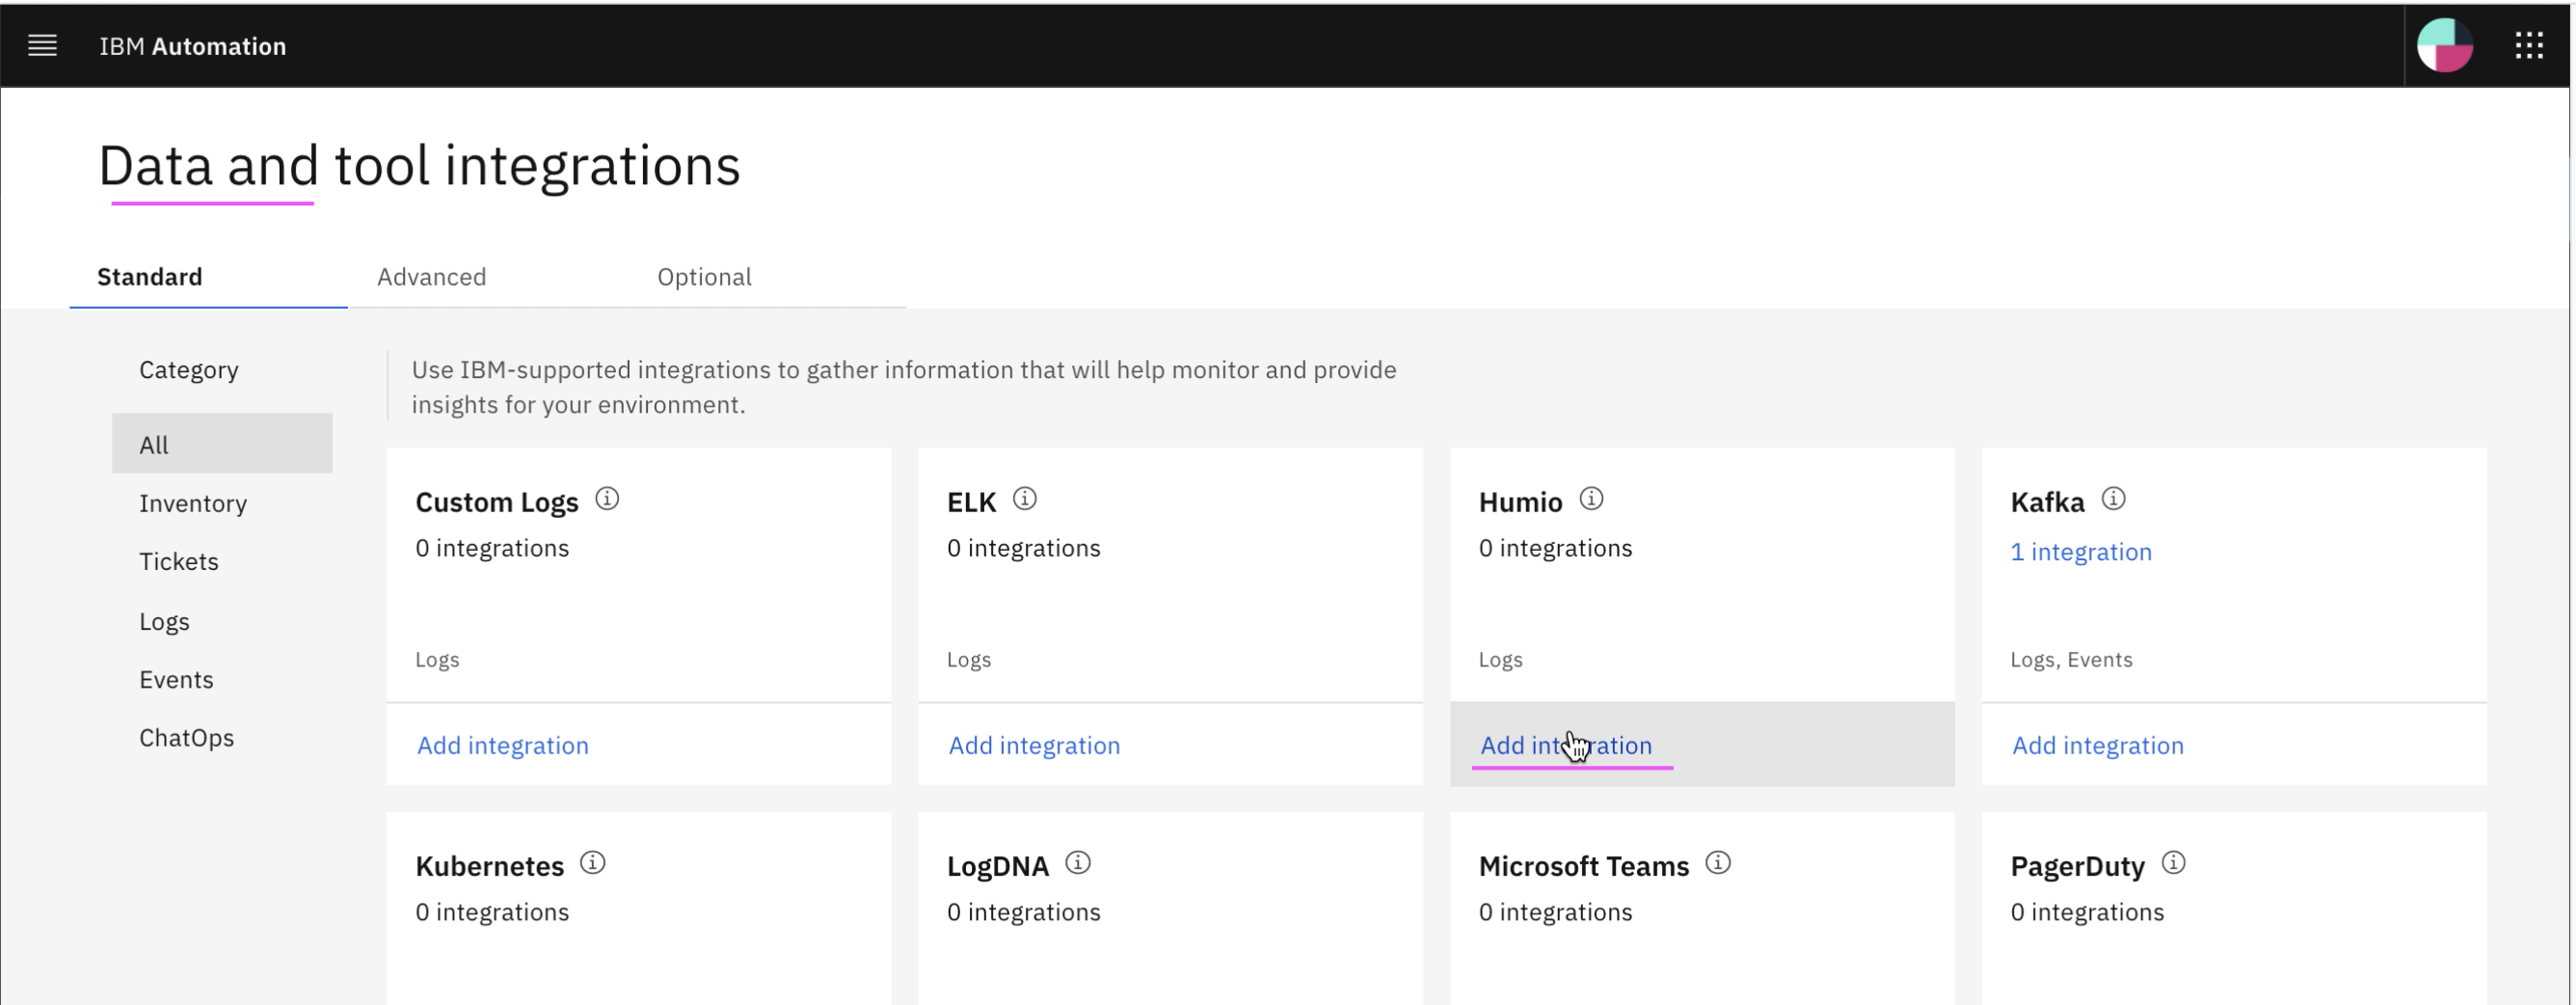 IBM Automation
Data and tool integrations
Standard
Advanced
Optional
Category
All
Inventory
Tickets
Logs
Events
ChatOps
Use IBM-supported integrations to gather information that will help monitor and provide
insights for your environment.
Custom Logs
0 integrations
Logs
Add integration
ELK
0 integrations
Logs
Add integration
Humio
0 integrations
Logs
Add integration
Kafka
1 integration
Logs, Events
Add integration
Kubernetes
0 integrations
LogDNA
0 integrations
Microsoft Teams
0 integrations
PagerDuty
0 integrations